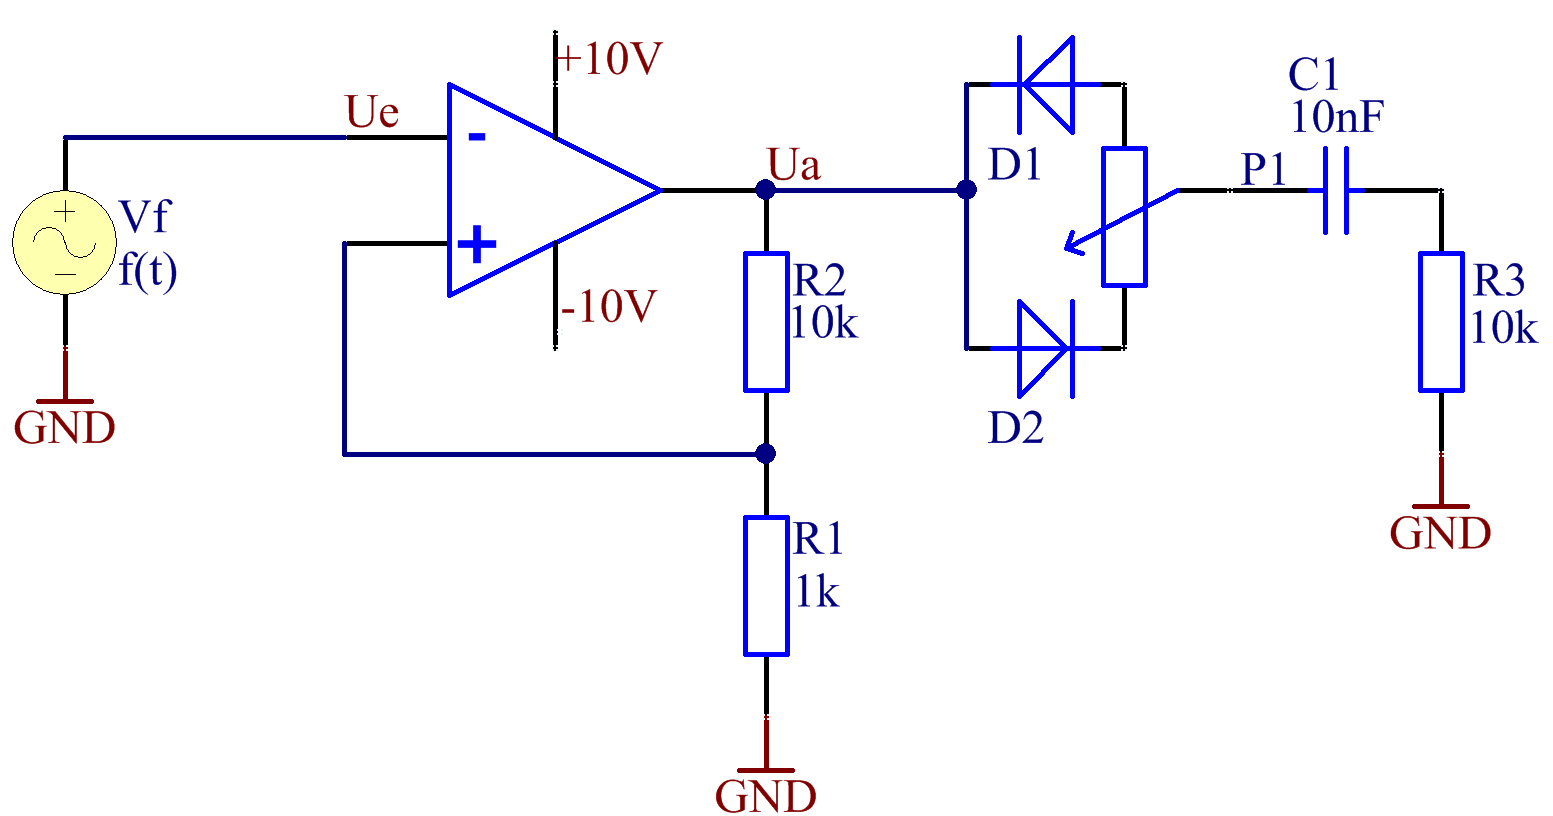 +10V
Ue
-
Ua
D1
P1
C1
10nF
+
Vf
f(t)
-10V
R2
10k
R3
10k
GND
D2
R1
1k
GND
GND